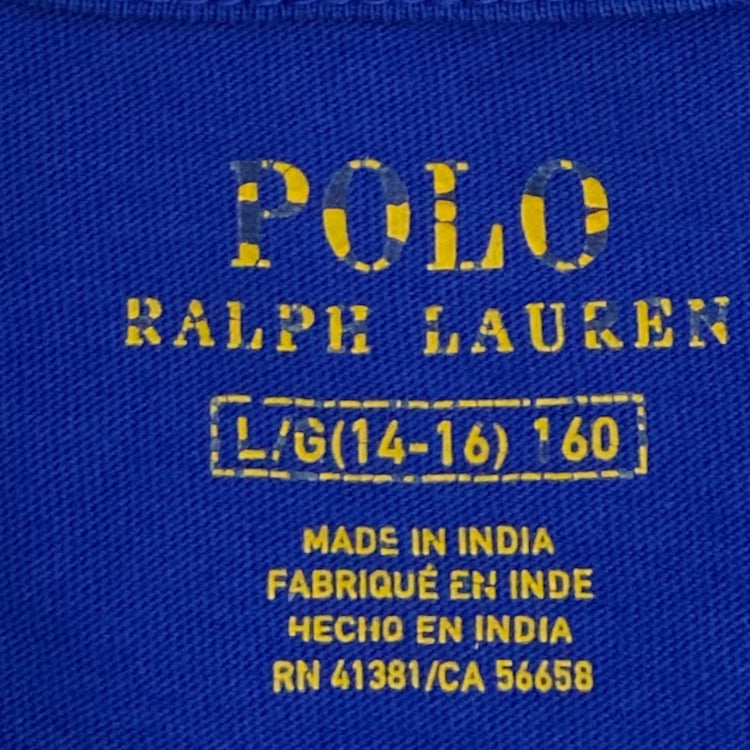 POLO
RALPH LAUREN
L/G(14-16) 160
MADE IN INDIA
FABRIQUÉ EN INDE
HECHO EN INDIA
RN 41381/CA 56658